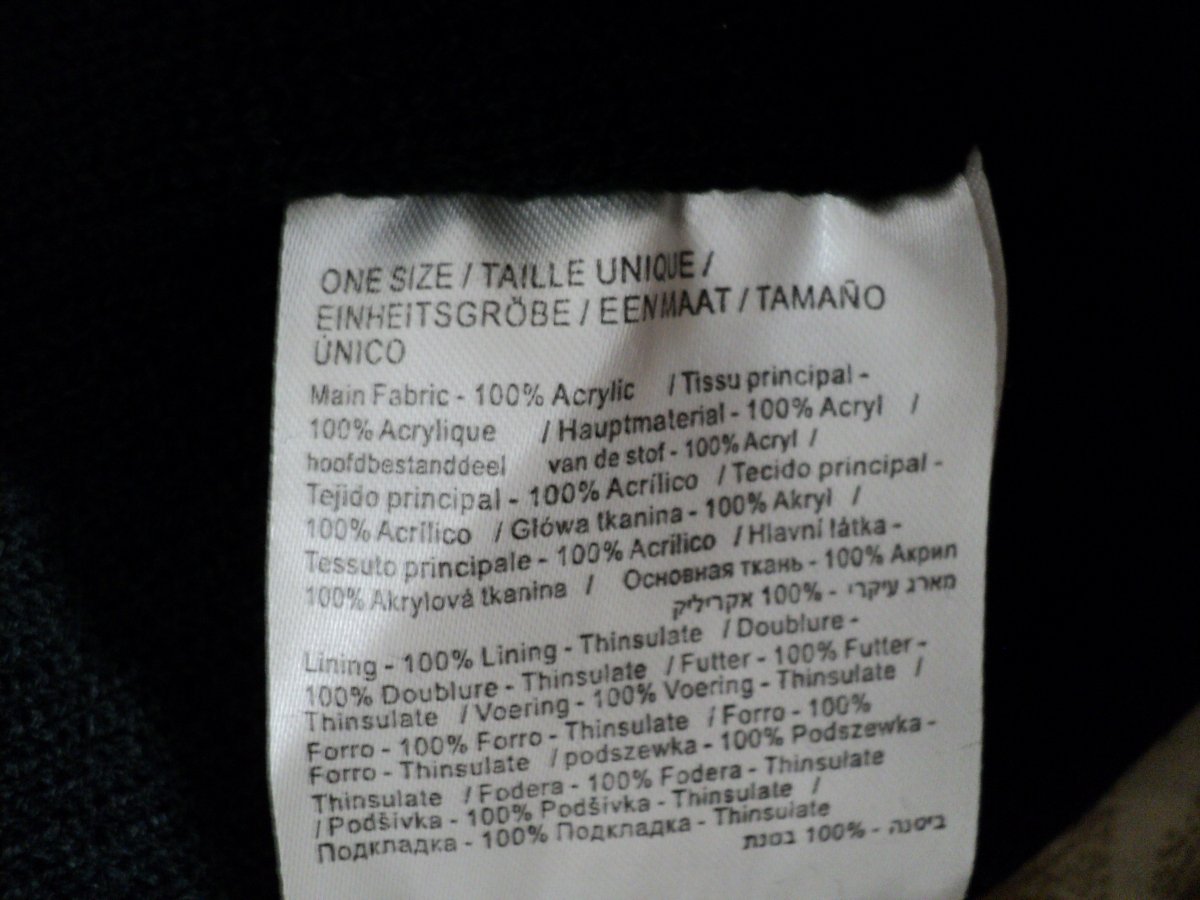 ONE SIZE / TAILLE UNIQUE /
EINHEITSGRÖBE / EENMAAT / TAMAÑO
ÚNICO
Main Fabric - 100% Acrylic / Tissu principal -
100% Acrylique / Hauptmaterial - 100% Acryl /
hoofdbestanddeel van de stof - 100% Acryl /
Tejido principal - 100% Acrílico / Tecido principal -
100% Acrílico / Główa tkanina - 100% Akryl /
Tessuto principale - 100% Acrilico / Hlavní látka -
100% Akrylová tkanina / Основная ткань - 100% Акрил
מארג עיקרי - 100% אקריליק
Lining - 100% Lining - Thinsulate / Doublure -
100% Doublure - Thinsulate / Futter - 100% Futter -
Thinsulate / Voering - 100% Voering - Thinsulate /
Forro - 100% Forro - Thinsulate / Forro - 100%
Forro - Thinsulate / podszewka - 100% Podszewka -
Thinsulate / Fodera - 100% Fodera - Thinsulate
/ Podšívka - 100% Podšívka - Thinsulate /
Подкладка - 100% Подкладка - Thinsulate
ביטנה - 100% בטנת